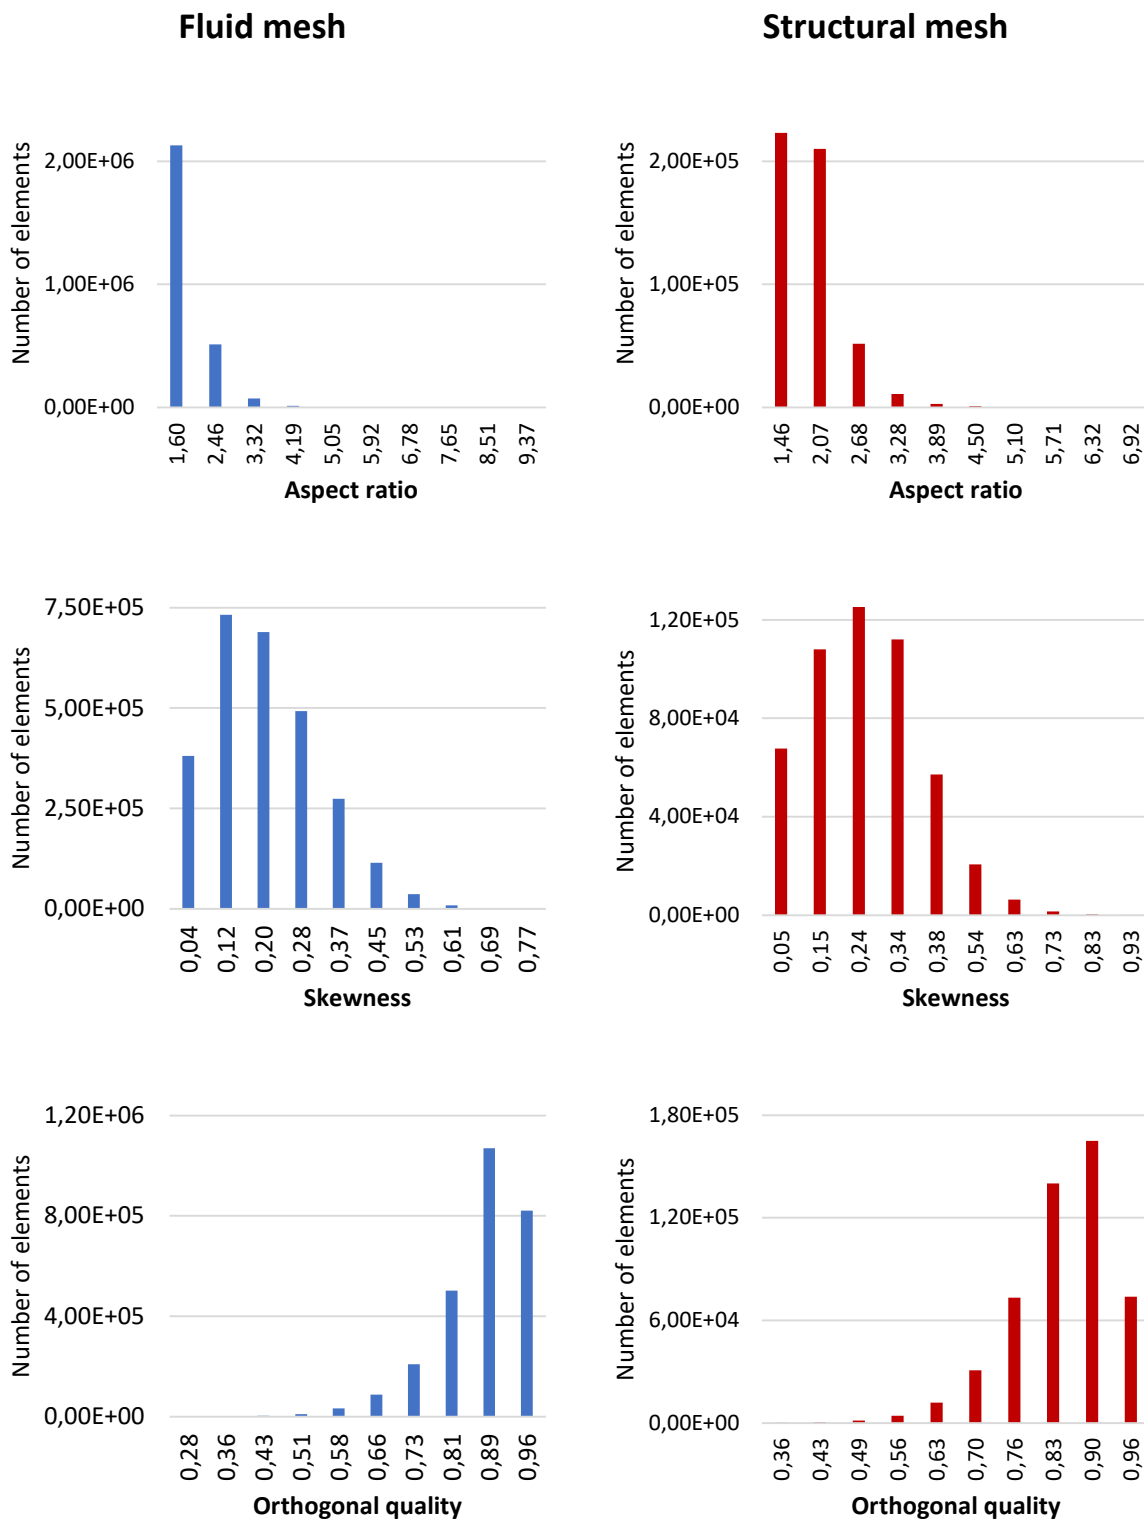 Fluid mesh
Structural mesh
Number of elements
2,00E+06
1,00E+06
0,00E+00
1,60
2,46
3,32
4,19
5,05
5,92
6,78
7,65
8,51
9,37
Aspect ratio
Number of elements
2,00E+05
1,00E+05
0,00E+00
1,46
2,07
2,68
3,28
3,89
4,50
5,10
5,71
6,32
6,92
Aspect ratio
Number of elements
7,50E+05
5,00E+05
2,50E+05
0,00E+00
0,04
0,12
0,20
0,28
0,37
0,45
0,53
0,61
0,69
0,77
Skewness
Number of elements
1,20E+05
8,00E+04
4,00E+04
0,00E+00
0,05
0,15
0,24
0,34
0,38
0,54
0,63
0,73
0,83
0,93
Skewness
Number of elements
1,20E+06
8,00E+05
4,00E+05
0,00E+00
0,28
0,36
0,43
0,51
0,58
0,66
0,73
0,81
0,89
0,96
Orthogonal quality
Number of elements
1,80E+05
1,20E+05
6,00E+04
0,00E+00
0,36
0,43
0,49
0,56
0,63
0,70
0,76
0,83
0,90
0,96
Orthogonal quality